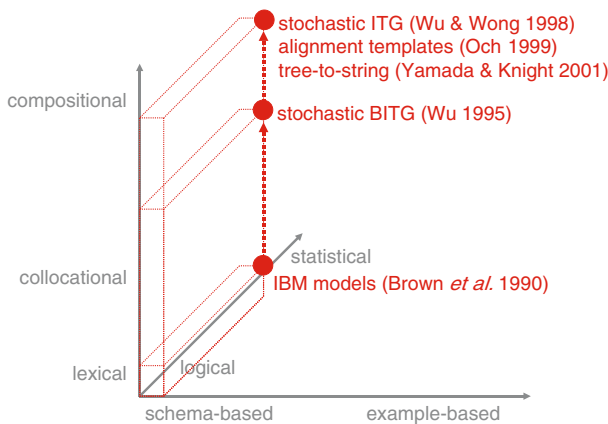 stochastic ITG (Wu & Wong 1998)
alignment templates (Och 1999)
tree-to-string (Yamada & Knight 2001)
compositional
stochastic BITG (Wu 1995)
statistical
collocational
IBM models (Brown et al. 1990)
logical
lexical
schema-based
example-based